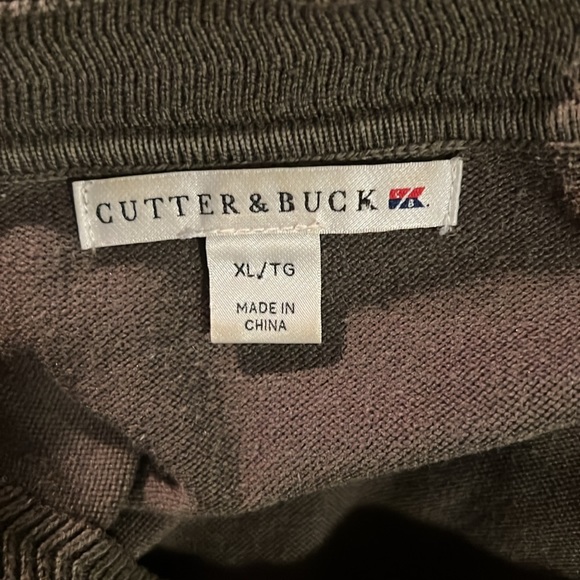 CUTTER & BUCK C/B.
XL/TG
MADE IN
CHINA